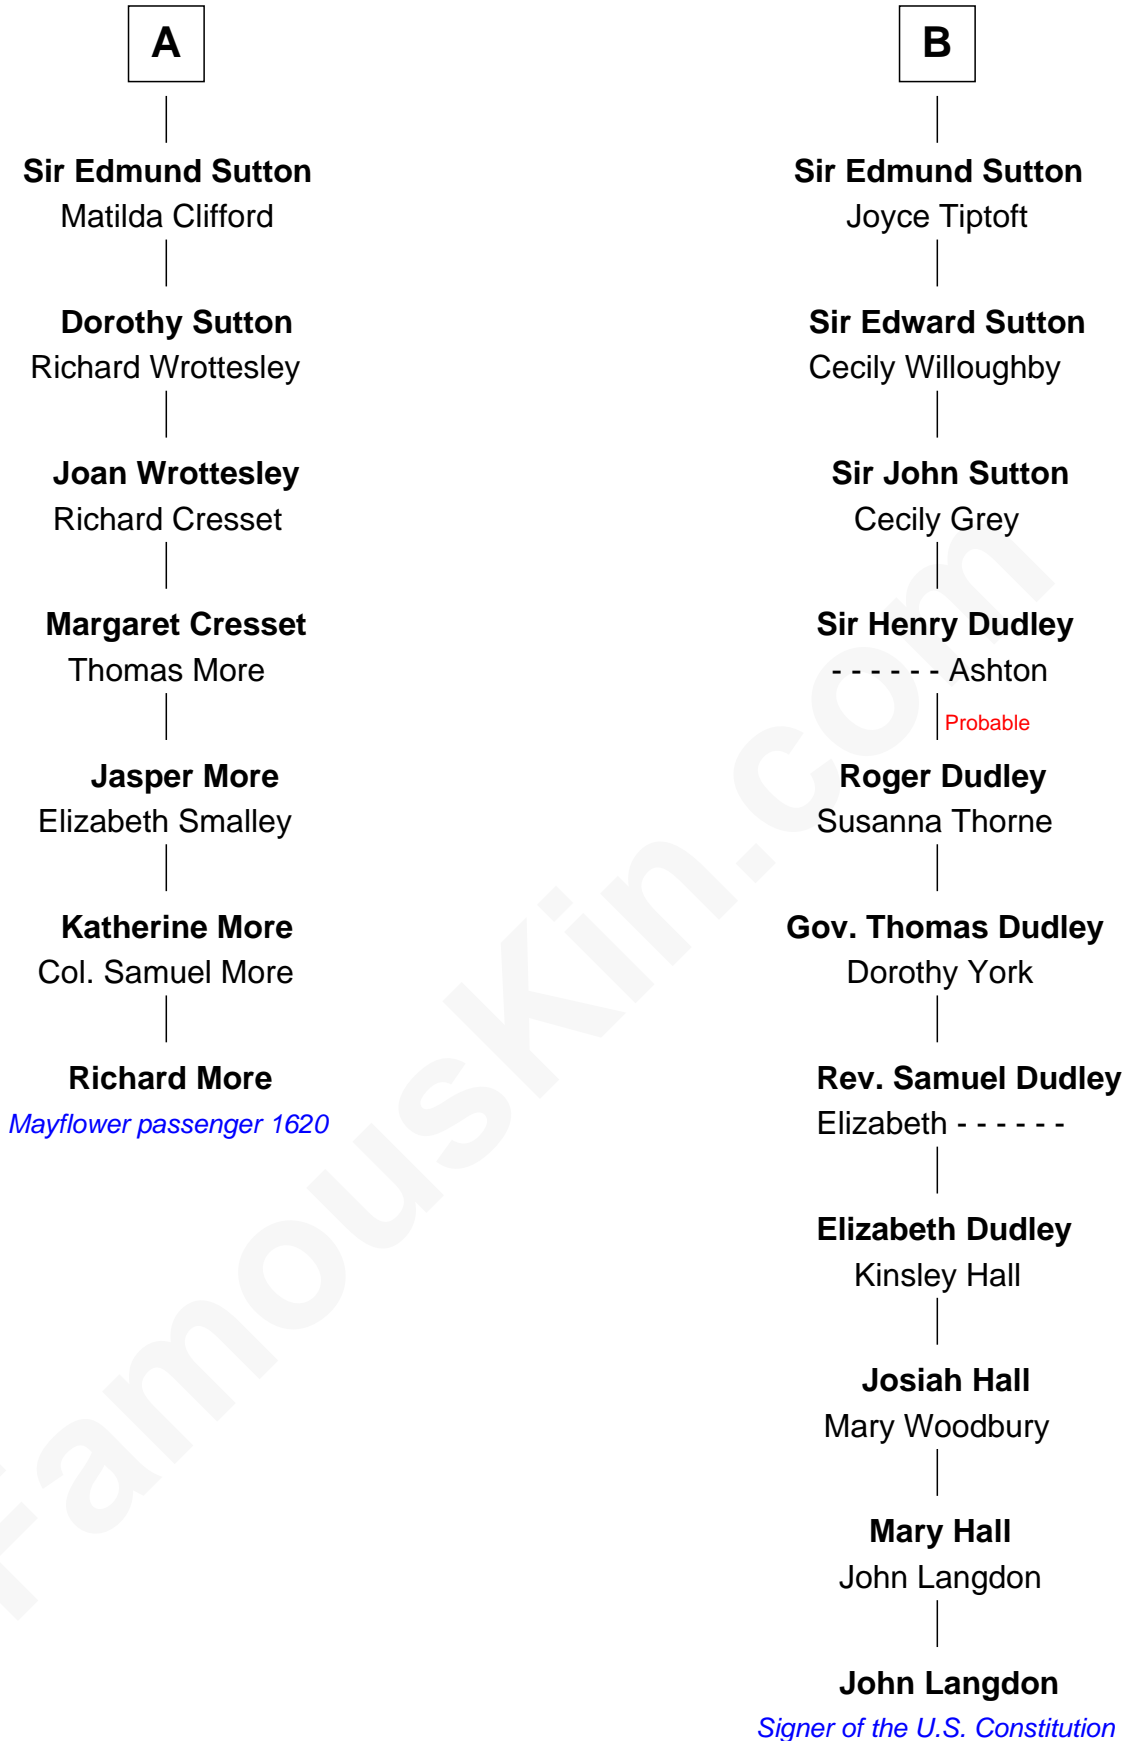 A
Sir Edmund Sutton
Matilda Clifford
Dorothy Sutton
Richard Wrottesley
Joan Wrottesley
Richard Cresset
Margaret Cresset
Thomas More
Jasper More
Elizabeth Smalley
Katherine More
Col. Samuel More
Richard More
Mayflower passenger 1620
B
Sir Edmund Sutton
Joyce Tiptoft
Sir Edward Sutton
Cecily Willoughby
Sir John Sutton
Cecily Grey
Sir Henry Dudley
- - - - - - Ashton
Probable
Roger Dudley
Susanna Thorne
Gov. Thomas Dudley
Dorothy York
Rev. Samuel Dudley
Elizabeth - - - - - -
Elizabeth Dudley
Kinsley Hall
Josiah Hall
Mary Woodbury
Mary Hall
John Langdon
John Langdon
Signer of the U.S. Constitution
FamousKin.com